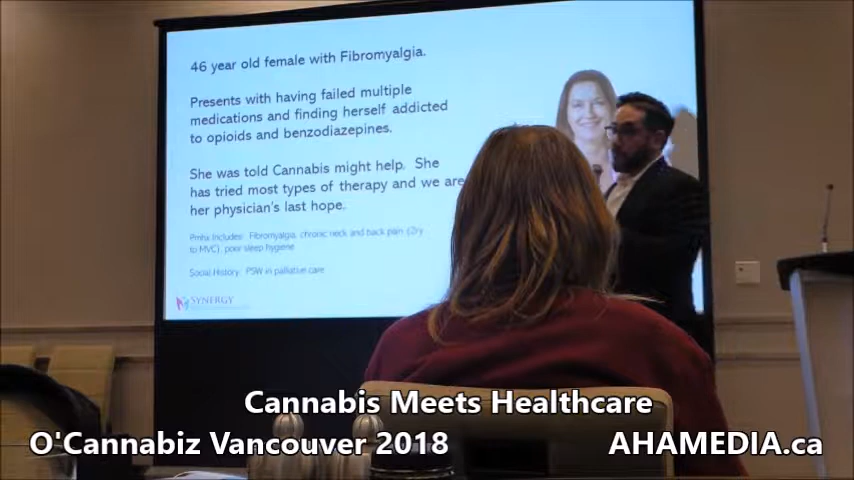 46 year old female with Fibromyalgia.
Presents with having failed multiple
medications and finding herself addicted
to opioids and benzodiazepines.
She was told Cannabis might help. She
has tried most types of therapy and we are
her physician's last hope.
Pmhx Includes: Fibromyalgia, chronic neck and back pain (2ry
to MVC), poor sleep hygiene
Social History: PSW in palliative care
SYNERGY
Cannabis Meets Healthcare
O'Cannabiz Vancouver 2018
AHAMEDIA.ca